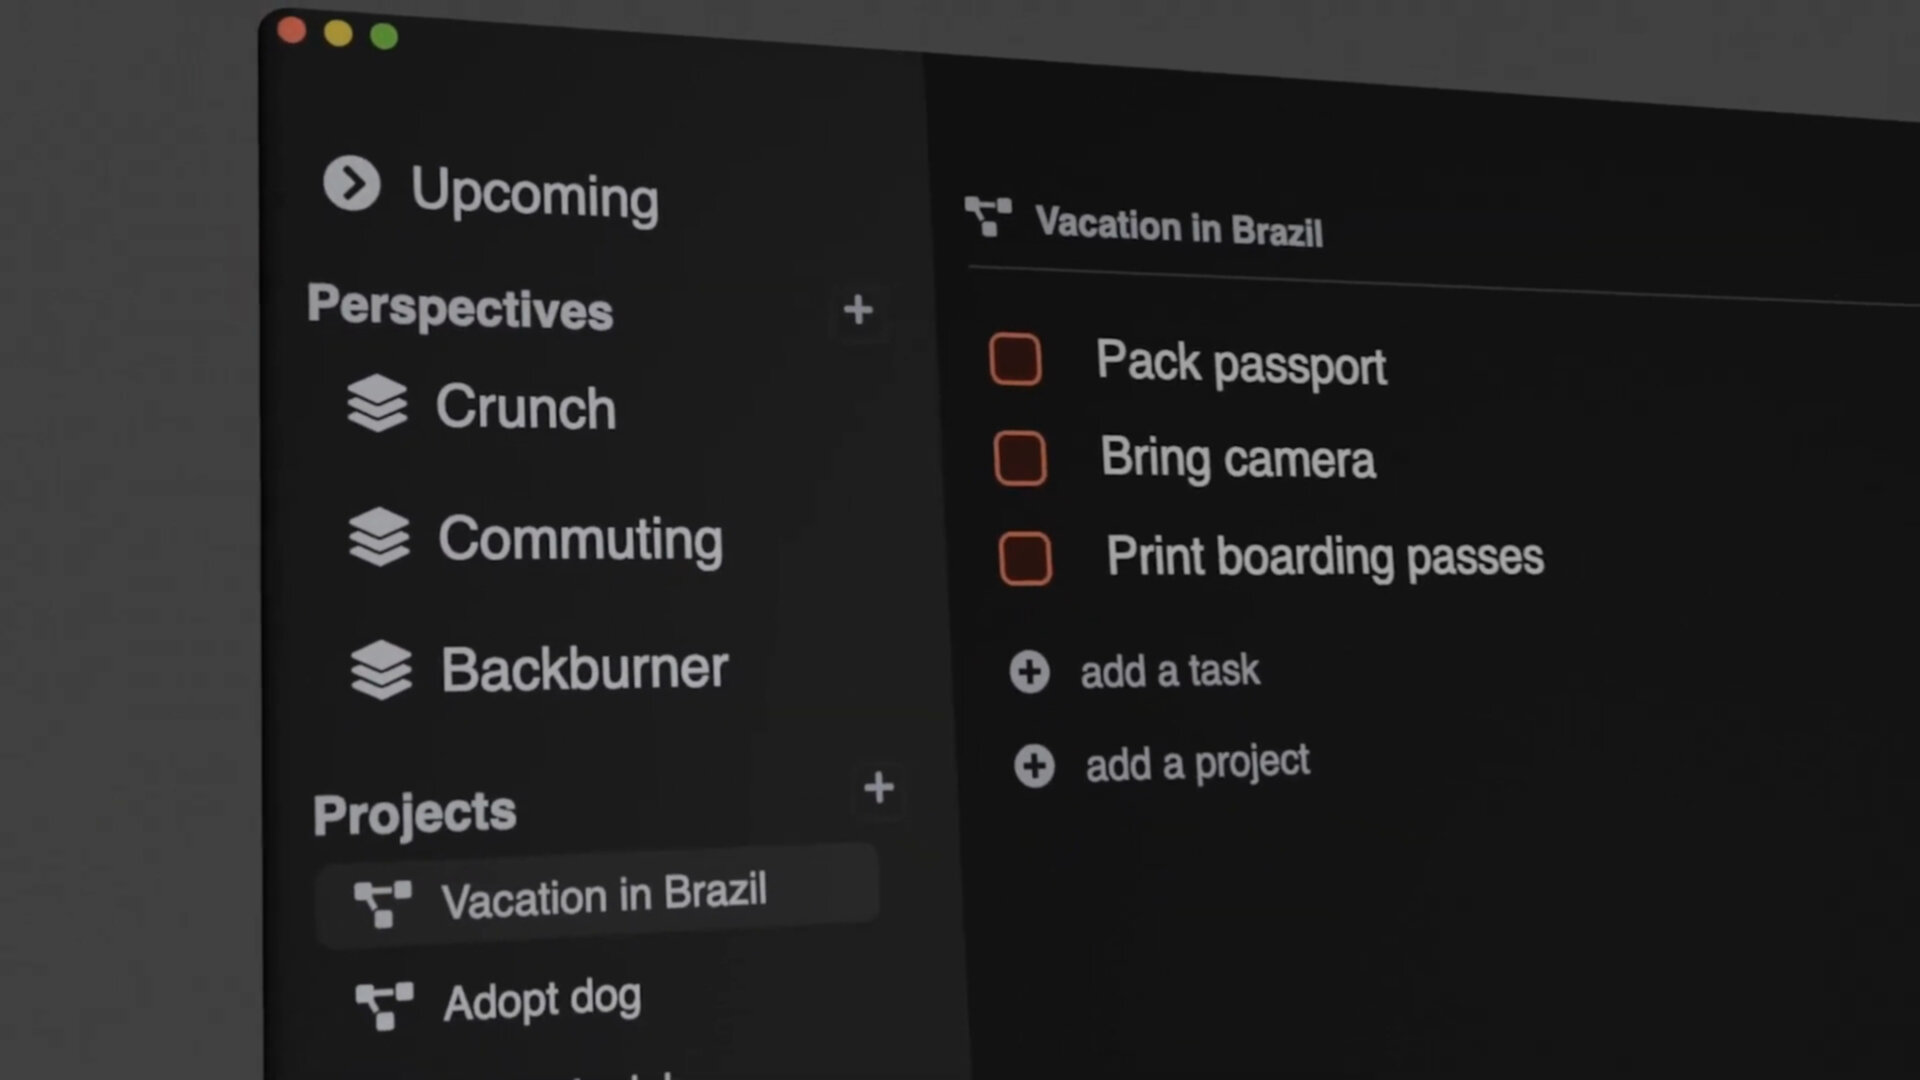 Upcoming
Perspectives
Crunch
Commuting
Backburner
Projects
Vacation in Brazil
Adopt dog
Vacation in Brazil
Pack passport
Bring camera
Print boarding passes
add a task
add a project